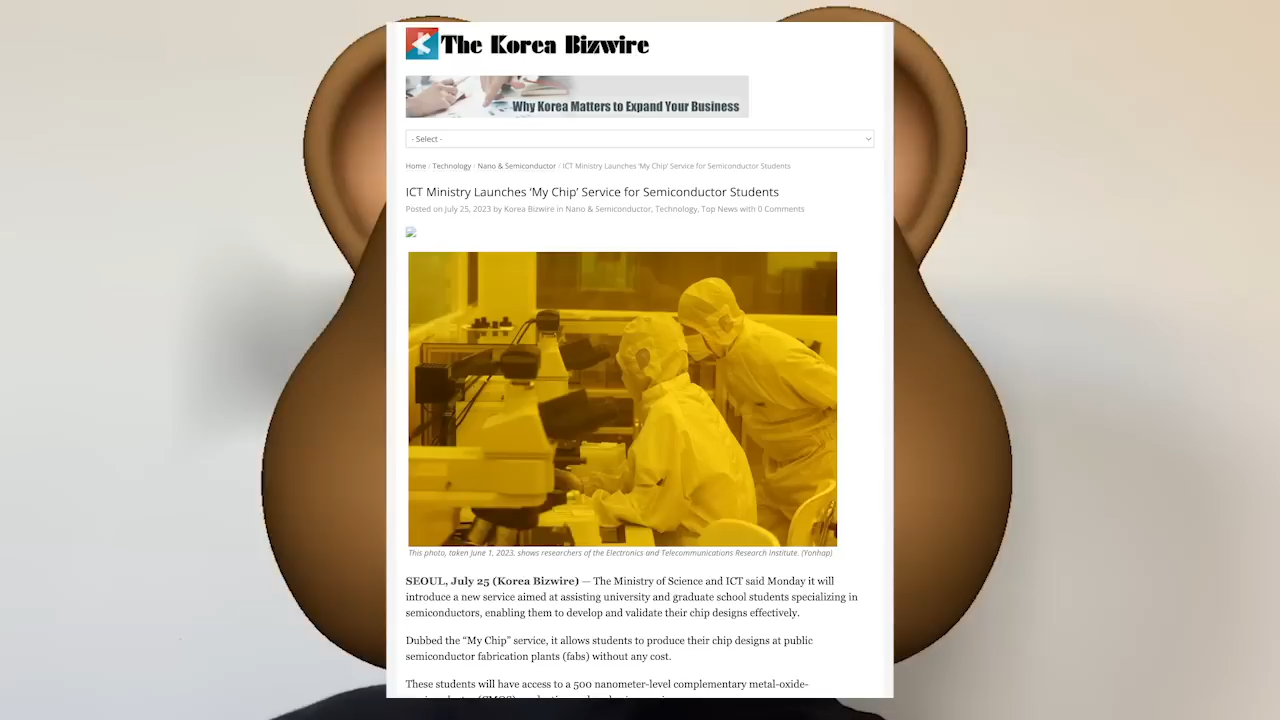 The Korea Bizwire
Why Korea Matters to Expand Your Business
- Select -
Home / Technology / Nano & Semiconductor / ICT Ministry Launches ‘My Chip’ Service for Semiconductor Students
ICT Ministry Launches ‘My Chip’ Service for Semiconductor Students
Posted on July 25, 2023 by Korea Bizwire in Nano & Semiconductor, Technology, Top News with 0 Comments
This photo, taken June 1, 2023, shows researchers of the Electronics and Telecommunications Research Institute. (Yonhap)
SEOUL, July 25 (Korea Bizwire) — The Ministry of Science and ICT said Monday it will
introduce a new service aimed at assisting university and graduate school students specializing in
semiconductors, enabling them to develop and validate their chip designs effectively.
Dubbed the “My Chip” service, it allows students to produce their chip designs at public
semiconductor fabrication plants (fabs) without any cost.
These students will have access to a 500 nanometer-level complementary metal-oxide-